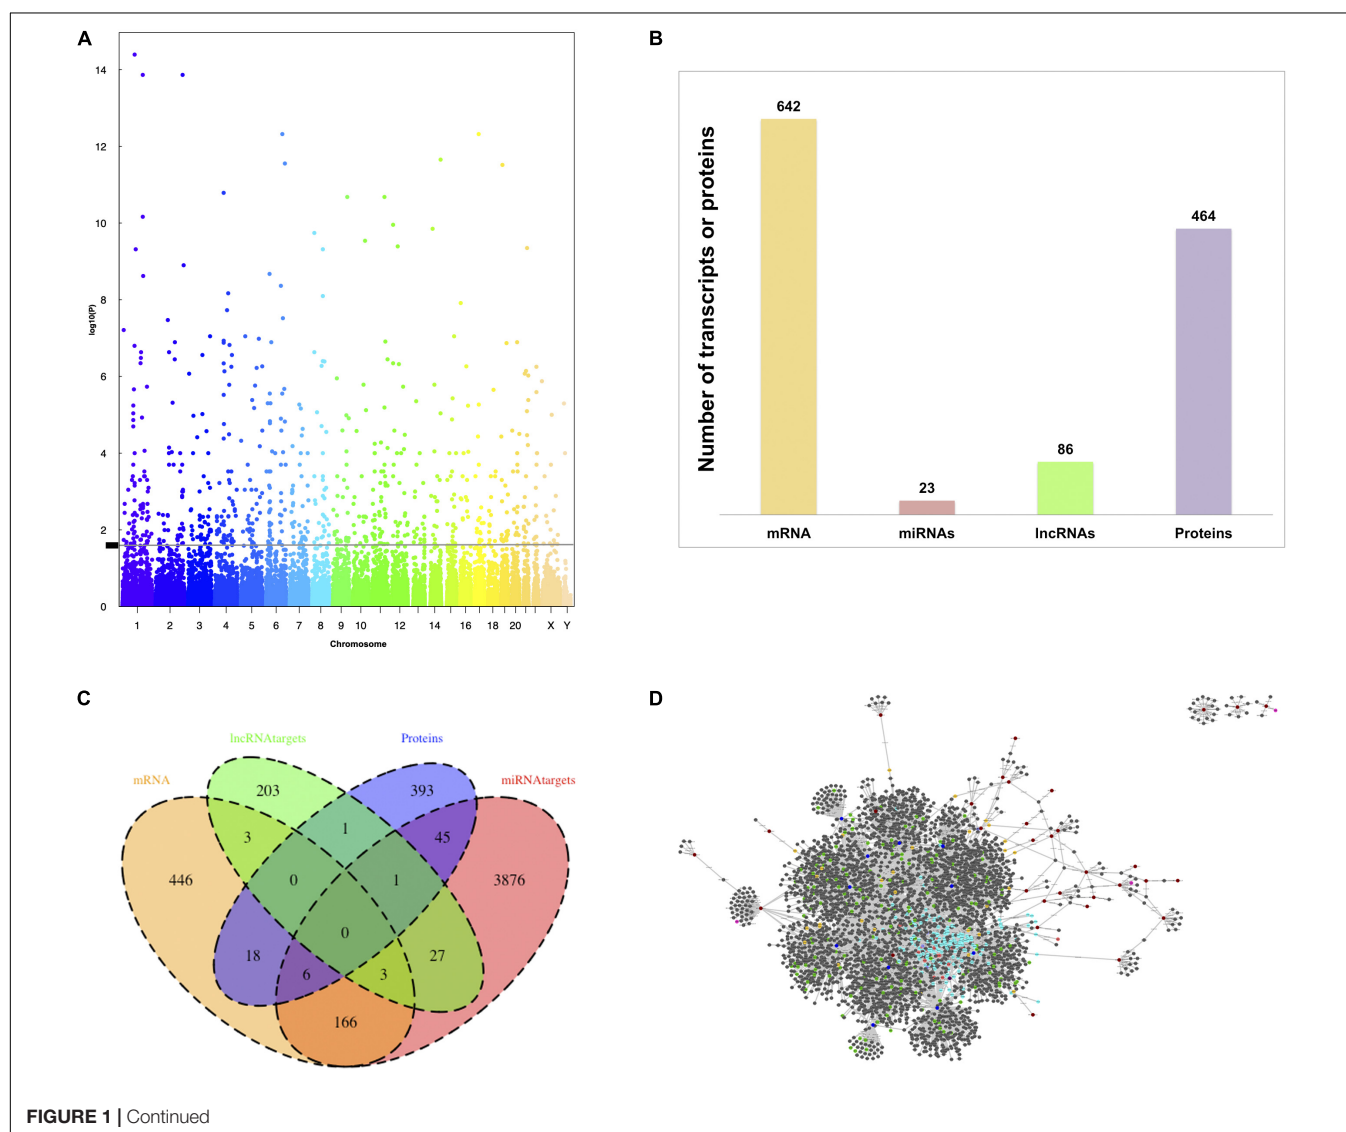 A
14
12
10
8
6
4
2
0
log10(P)
1 2 3 4 5 6 7 8 9 10 12 14 16 18 20 X Y
Chromosome
B
Number of transcripts or proteins
642
23
86
464
mRNA miRNAs lncRNAs Proteins
C
lncRNAtargets Proteins
mRNA miRNAtargets
203 393
3 1 45
446 0 1 3876
0
18 6 3 27
166
D
FIGURE 1 | Continued